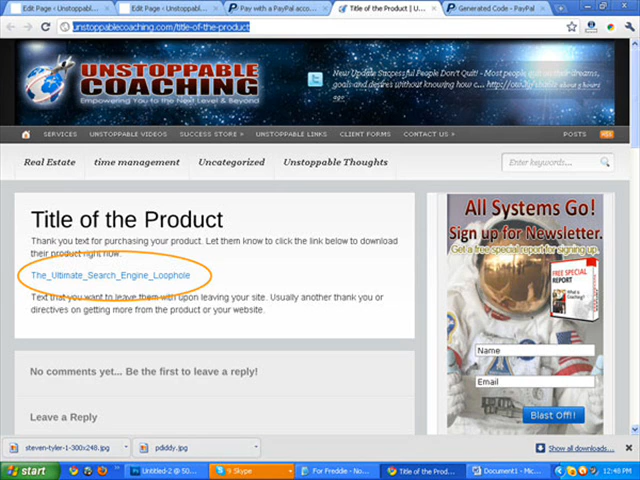 Edit Page ‹ Unstoppabl
Edit Page ‹ Unstoppabl
Pay with a PayPal acco
Title of the Product | U
Generated Code - PayPal
unstoppablecoaching.com/title-of-the-product
UNSTOPPABLE
COACHING
Empowering You to the Next Level & Beyond
New Update Successful People Don't Quit! - Most people
goals and desires without knowing how c...
about 9 hours
ago
SERVICES UNSTOPPABLE VIDEOS SUCCESS STORE » UNSTOPPABLE LINKS CLIENT FORMS CONTACT US » POSTS
Real Estate time management Uncategorized Unstoppable Thoughts Enter keywords...
Title of the Product
Thank you text for purchasing your product. Let them know to click the link below to download
their product right now.
The_Ultimate_Search_Engine_Loophole
Text that you want to leave them with upon leaving your site. Usually another thank you or
directives on getting more from the product or your website.
No comments yet... Be the first to leave a reply!
Leave a Reply
All Systems Go!
Sign up for Newsletter.
Get a free special report for signing up.
FREE SPECIAL
REPORT
What is
Coaching?
Name
Email
Blast Off!!
steven-tyler-1-300x248.jpg
pdiddy.jpg
Show all downloads...
start
Untitled-2 @ 50...
9 Skype
For Freddie - No...
Title of the Prod...
Document1 - Mi...
12:48 PM